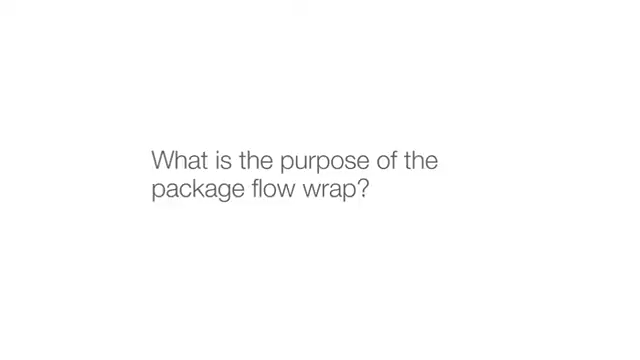 What is the purpose of the
package flow wrap?